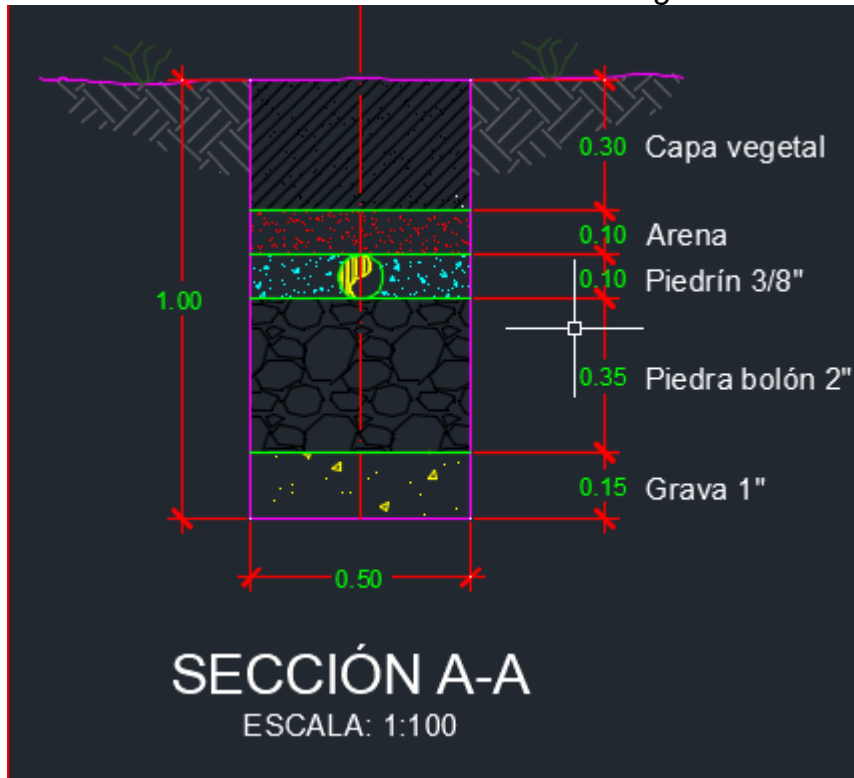 0.30 Capa vegetal
0.10 Arena
0.10 Piedrín 3/8"
1.00
0.35 Piedra bolón 2"
0.15 Grava 1"
0.50
SECCIÓN A-A
ESCALA: 1:100